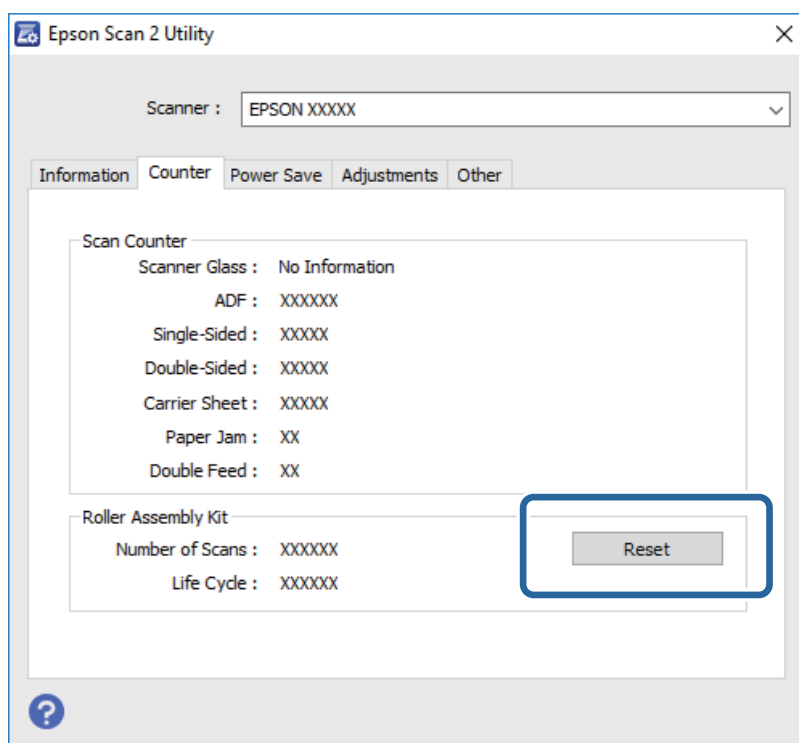 Epson Scan 2 Utility
Scanner : EPSON XXXXX
Information Counter Power Save Adjustments Other
Scan Counter
Scanner Glass : No Information
ADF : XXXXXX
Single-Sided : XXXXX
Double-Sided : XXXXX
Carrier Sheet : XXXXX
Paper Jam : XX
Double Feed : XX
Roller Assembly Kit
Number of Scans : XXXXXX Reset
Life Cycle : XXXXXX
?